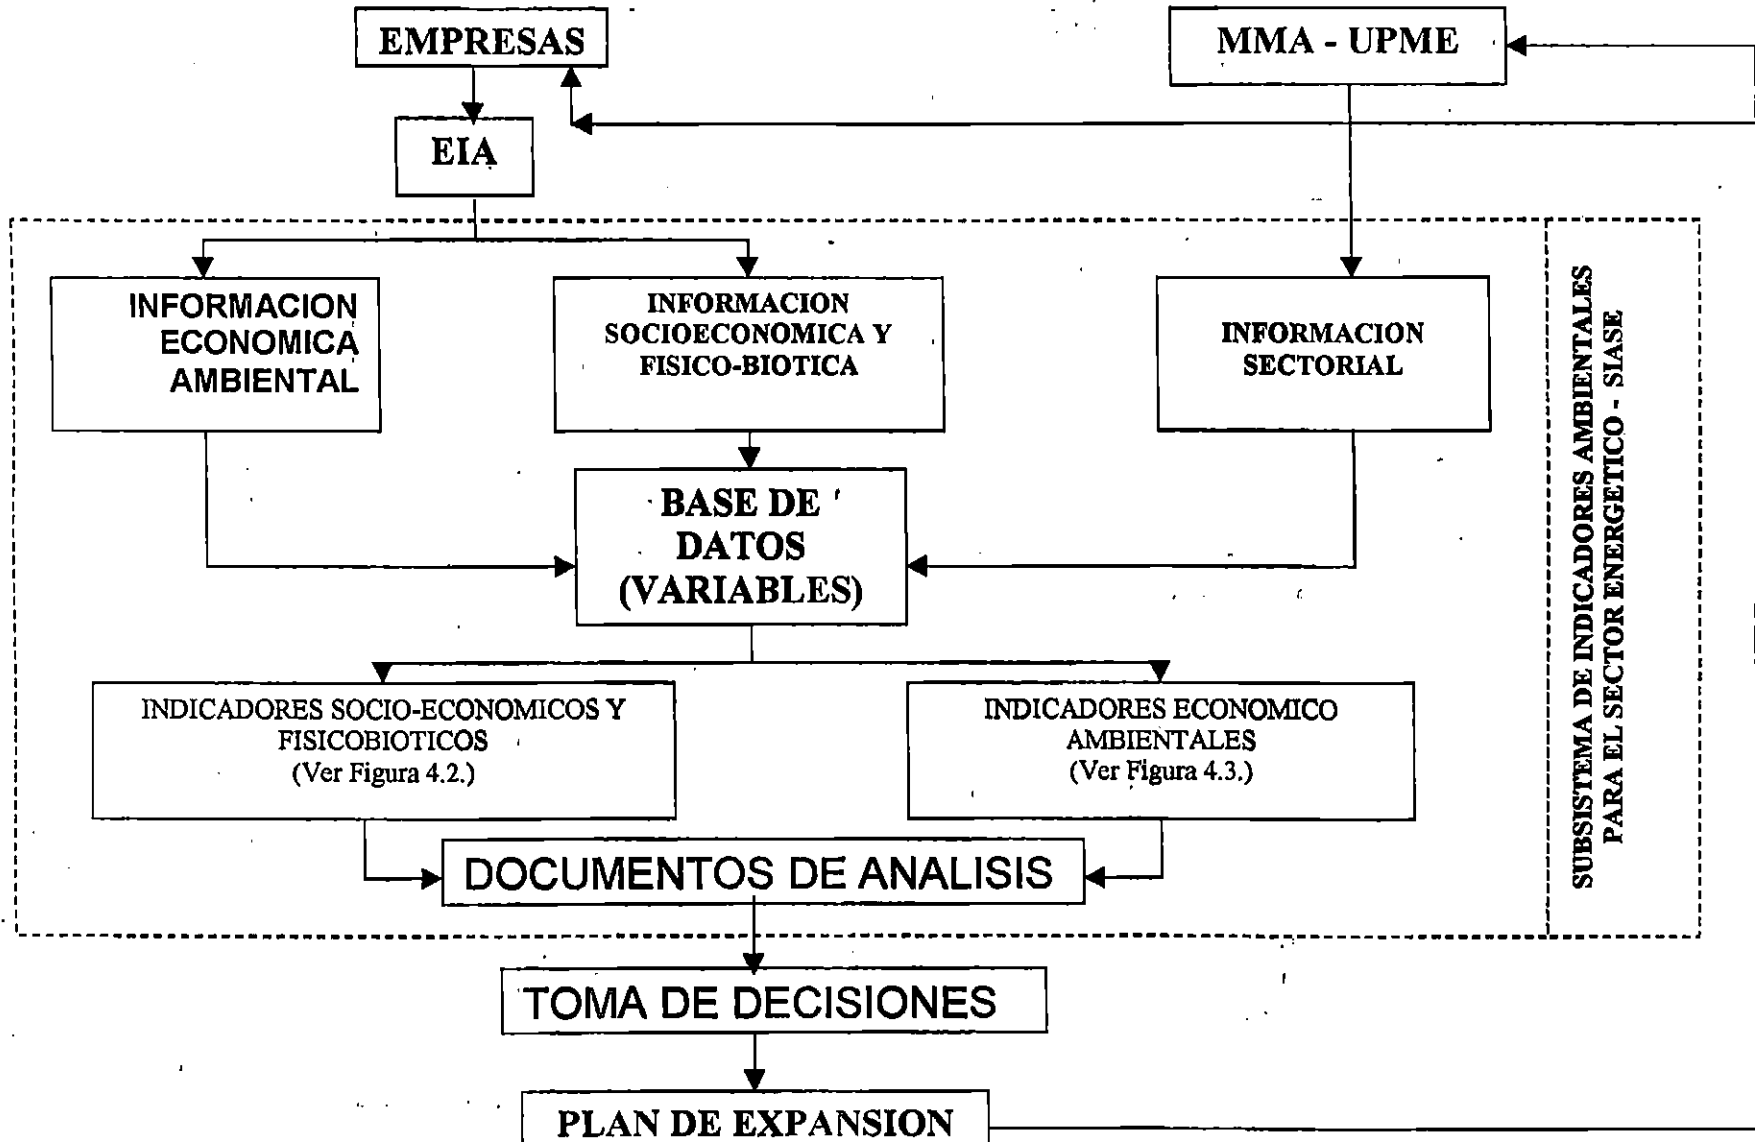 EMPRESAS
MMA - UPME
EIA
INFORMACION
ECONOMICA
AMBIENTAL
INFORMACION
SOCIOECONOMICA Y
FISICO-BIOTICA
INFORMACION
SECTORIAL
BASE DE
DATOS
(VARIABLES)
INDICADORES SOCIO-ECONOMICOS Y
FISICOBIOTICOS
(Ver Figura 4.2.)
INDICADORES ECONOMICO
AMBIENTALES
(Ver Figura 4.3.)
DOCUMENTOS DE ANALISIS
SUBSISTEMA DE INDICADORES AMBIENTALES
PARA EL SECTOR ENERGETICO - SIASE
TOMA DE DECISIONES
PLAN DE EXPANSION